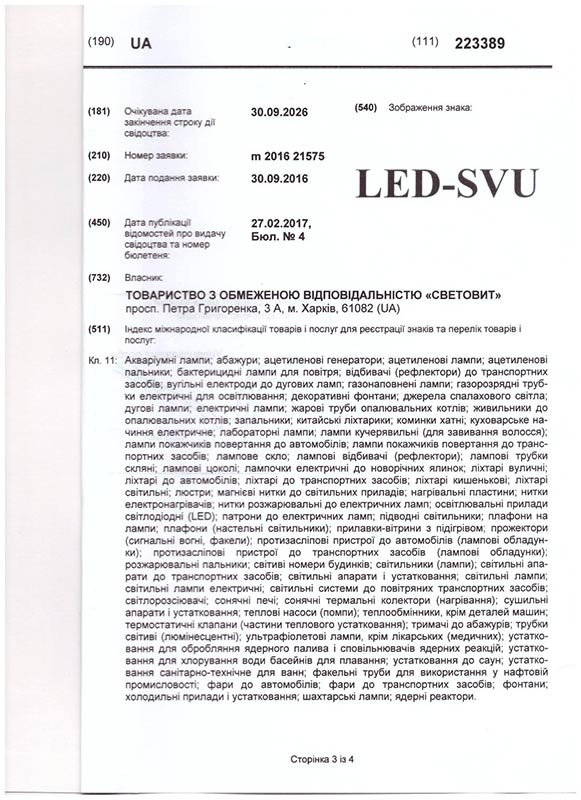 (190) UA (111) 223389
(181) Очікувана дата закінчення строку дії свідоцтва: 30.09.2026
(540) Зображення знака:
(210) Номер заявки: m 2016 21575
(220) Дата подання заявки: 30.09.2016
LED-SVU
(450) Дата публікації відомостей про видачу свідоцтва та номер бюлетеня: 27.02.2017, Бюл. № 4
(732) Власник:
ТОВАРИСТВО З ОБМЕЖЕНОЮ ВІДПОВІДАЛЬНІСТЮ «СВЕТОВИТ»
просп. Петра Григоренка, 3 А, м. Харків, 61082 (UA)
(511) Індекс міжнародної класифікації товарів і послуг для реєстрації знаків та перелік товарів і
послуг:
Кл. 11: Акваріумні лампи; абажури; ацетиленові генератори; ацетиленові лампи; ацетиленові
пальники; бактерицидні лампи для повітря; відбивачі (рефлектори) до транспортних
засобів; вугільні електроди до дугових ламп; газонаповнені лампи; газорозрядні труб-
ки електричні для освітлювання; декоративні фонтани; джерела спалахового світла;
дугові лампи; електричні лампи; жарові труби опалювальних котлів; живильники до
опалювальних котлів; запальники; китайські ліхтарики; коминки хатні; куховарське на-
чиння електричне; лабораторні лампи; лампи кучерявильні (для завивання волосся);
лампи покажчиків повертання до автомобілів; лампи покажчиків повертання до транс-
портних засобів; лампове скло; лампові відбивачі (рефлектори); лампові трубки
скляні; лампові цоколі; лампочки електричні до новорічних ялинок; ліхтарі вуличні;
ліхтарі до автомобілів; ліхтарі до транспортних засобів; ліхтарі кишенькові; ліхтарі
світильні; люстри; магнієві нитки до світильних приладів; нагрівальні пластини; нитки
електронагрівачів; нитки розжарювальні до електричних ламп; освітлювальні прилади
світлодіодні (LED); патрони до електричних ламп; підводні світильники; плафони на
лампи; плафони (настельні світильники); прилавки-вітрини з підігрівом; прожектори
(сигнальні вогні, факели); протизасліпові пристрої до автомобілів (лампові обладун-
ки); протизасліпові пристрої до транспортних засобів (лампові обладунки);
розжарювальні пальники; світиві номери будинків; світильники (лампи); світильні апа-
рати до транспортних засобів; світильні апарати і устатковання; світильні лампи;
світильні лампи електричні; світильні системи до повітряних транспортних засобів;
світлорозсіювачі; сонячні печі; сонячні термальні колектори (нагрівання); сушильні
апарати й устатковання; теплові насоси (помпи); теплообмінники, крім деталей машин;
термостатичні клапани (частини теплового устатковання); тримачі до абажурів; трубки
світиві (люмінесцентні); ультрафіолетові лампи, крім лікарських (медичних); устатко-
вання для обробляння ядерного палива і сповільнювачів ядерних реакцій; устатковання
для хлорування води басейнів для плавання; устатковання до саун; устатко-
вання санітарно-технічне для ванн; факельні труби для використання у нафтовій
промисловості; фари до автомобілів; фари до транспортних засобів; фонтани;
холодильні прилади і устатковання; шахтарські лампи; ядерні реактори.
Сторінка 3 із 4